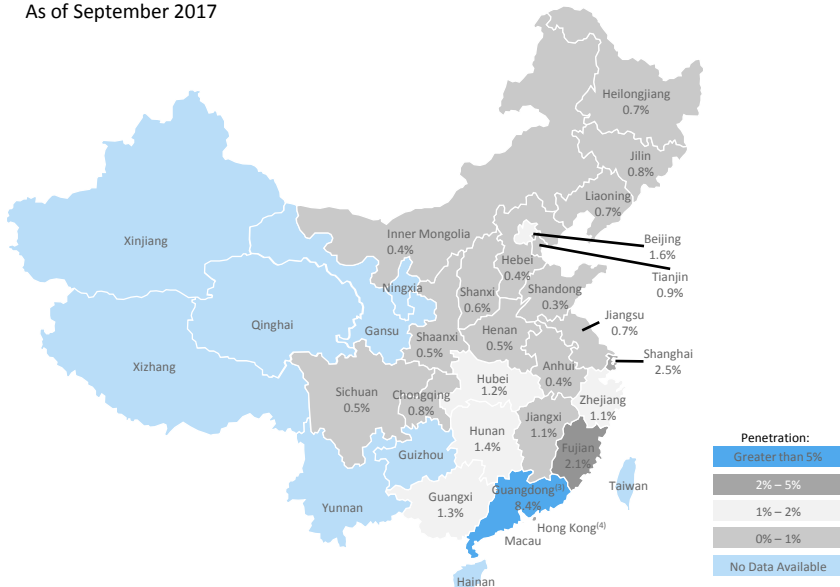 As of September 2017
Heilongjiang
0.7%
Jilin
0.8%
Liaoning
0.7%
Xinjiang
Inner Mongolia
0.4%
Beijing
1.6%
Hebei
0.4%
Tianjin
0.9%
Ningxia
Shanxi
0.6%
Shandong
0.3%
Qinghai
Gansu
Jiangsu
0.7%
Shaanxi
0.5%
Henan
0.5%
Xizhang
Shanghai
2.5%
Anhui
0.4%
Hubei
1.2%
Sichuan
0.5%
Chongqing
0.8%
Zhejiang
1.1%
Jiangxi
1.1%
Hunan
1.4%
Guizhou
Fujian
2.1%
Yunnan
Guangxi
1.3%
Guangdong(3)
8.4%
Taiwan
Hong Kong(4)
Macau
Hainan
Penetration:
Greater than 5%
2% – 5%
1% – 2%
0% – 1%
No Data Available